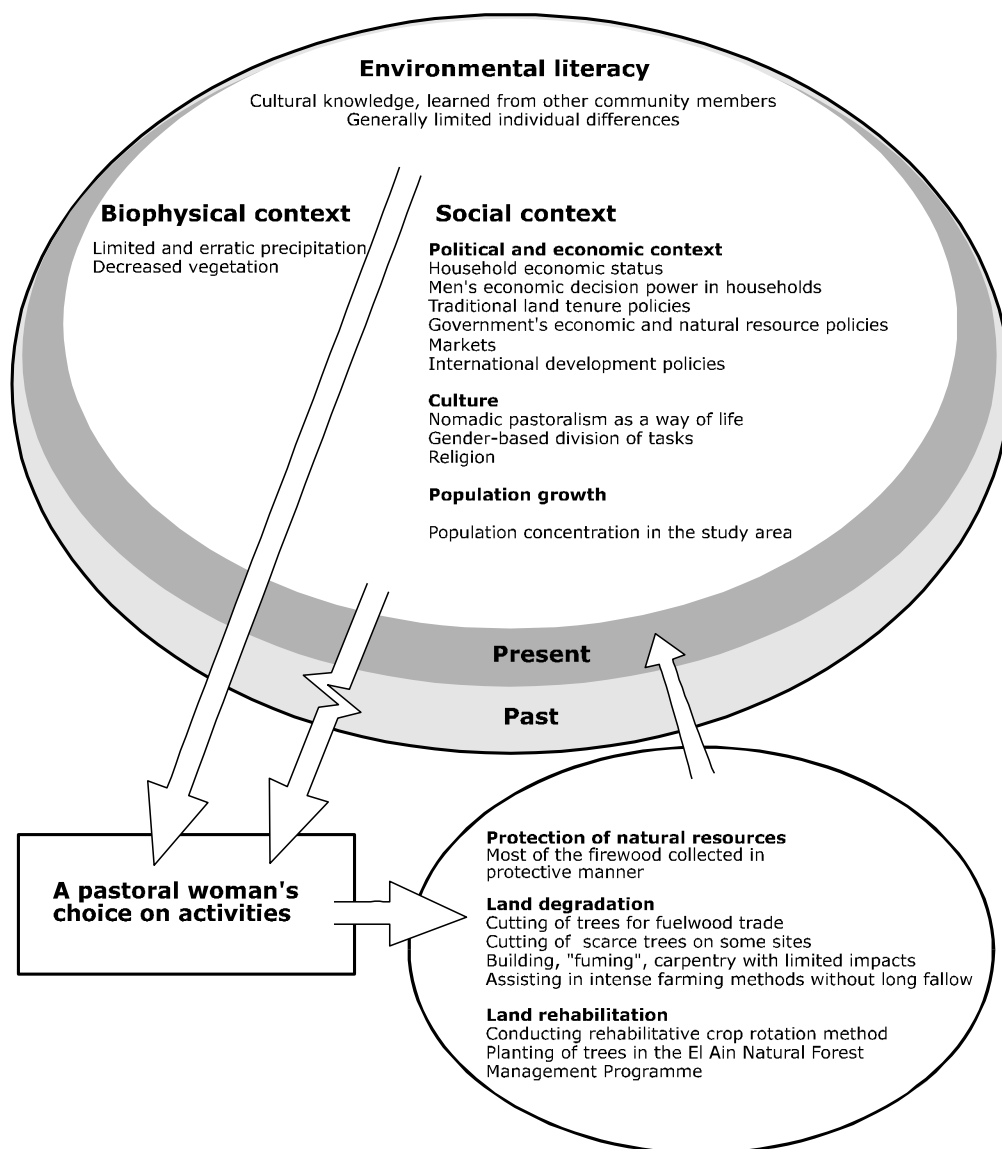 Environmental literacy
Cultural knowledge, learned from other community members
Generally limited individual differences
Biophysical context
Limited and erratic precipitation
Decreased vegetation
Social context
Political and economic context
Household economic status
Men's economic decision power in households
Traditional land tenure policies
Government's economic and natural resource policies
Markets
International development policies
Culture
Nomadic pastoralism as a way of life
Gender-based division of tasks
Religion
Population growth
Population concentration in the study area
Present
Past
A pastoral woman's
choice on activities
Protection of natural resources
Most of the firewood collected in
protective manner
Land degradation
Cutting of trees for fuelwood trade
Cutting of  scarce trees on some sites
Building, "fuming", carpentry with limited impacts
Assisting in intense farming methods without long fallow
Land rehabilitation
Conducting rehabilitative crop rotation method
Planting of trees in the El Ain Natural Forest
Management Programme